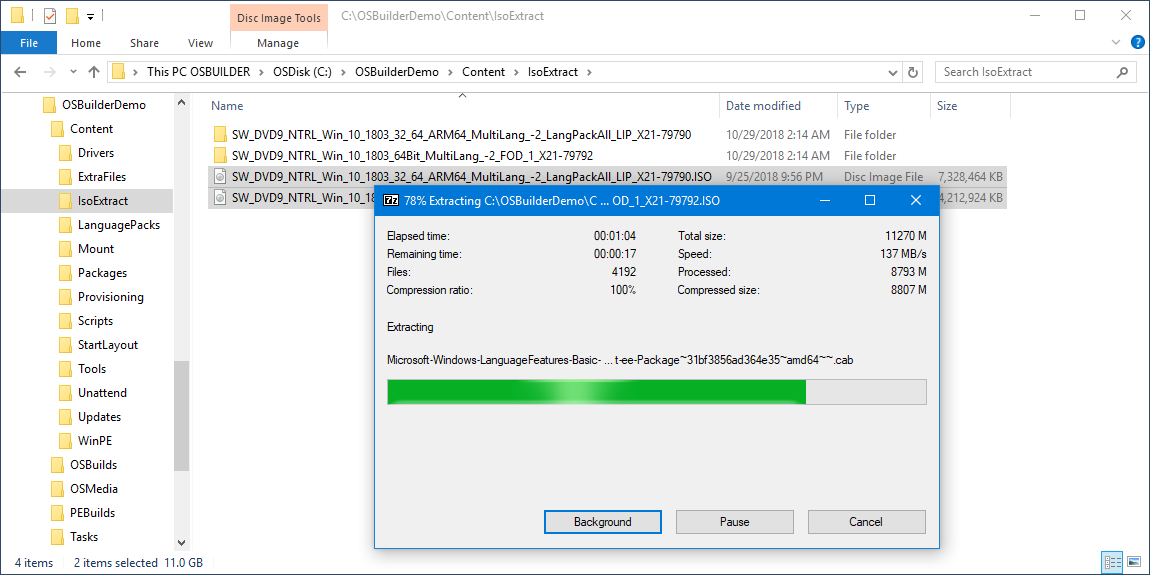 Disc Image Tools
C:\OSBuilderDemo\Content\IsoExtract
File Home Share View Manage
This PC OSBUILDER > OSDisk (C:) > OSBuilderDemo > Content > IsoExtract >
Search IsoExtract
OSBuilderDemo
Content
Drivers
ExtraFiles
IsoExtract
LanguagePacks
Mount
Packages
Provisioning
Scripts
StartLayout
Tools
Unattend
Updates
WinPE
OSBuilds
OSMedia
PEBuilds
Tasks
Name Date modified Type Size
SW_DVD9_NTRL_Win_10_1803_32_64_ARM64_MultiLang_-2_LangPackAll_LIP_X21-79790 10/29/2018 2:14 AM File folder
SW_DVD9_NTRL_Win_10_1803_64Bit_MultiLang_-2_FOD_1_X21-79792 10/29/2018 2:14 AM File folder
SW_DVD9_NTRL_Win_10_1803_32_64_ARM64_MultiLang_-2_LangPackAll_LIP_X21-79790.ISO 9/25/2018 9:56 PM Disc Image File 7,328,464 KB
SW_DVD9_NTRL_Win_10_18 4,212,924 KB
7z 78% Extracting C:\OSBuilderDemo\C ... OD_1_X21-79792.ISO
Elapsed time: 00:01:04 Total size: 11270 M
Remaining time: 00:00:17 Speed: 137 MB/s
Files: 4192 Processed: 8793 M
Compression ratio: 100% Compressed size: 8807 M
Extracting
Microsoft-Windows-LanguageFeatures-Basic- ... t-ee-Package~31bf3856ad364e35~amd64~~.cab
Background Pause Cancel
4 items 2 items selected 11.0 GB